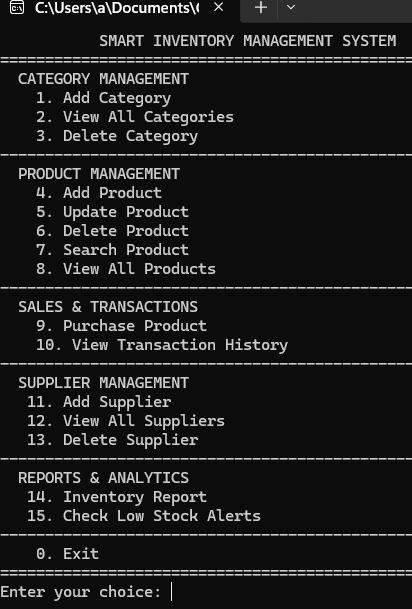 C:\Users\a\Documents\
SMART INVENTORY MANAGEMENT SYSTEM
CATEGORY MANAGEMENT
1. Add Category
2. View All Categories
3. Delete Category
PRODUCT MANAGEMENT
4. Add Product
5. Update Product
6. Delete Product
7. Search Product
8. View All Products
SALES & TRANSACTIONS
9. Purchase Product
10. View Transaction History
SUPPLIER MANAGEMENT
11. Add Supplier
12. View All Suppliers
13. Delete Supplier
REPORTS & ANALYTICS
14. Inventory Report
15. Check Low Stock Alerts
0. Exit
Enter your choice: